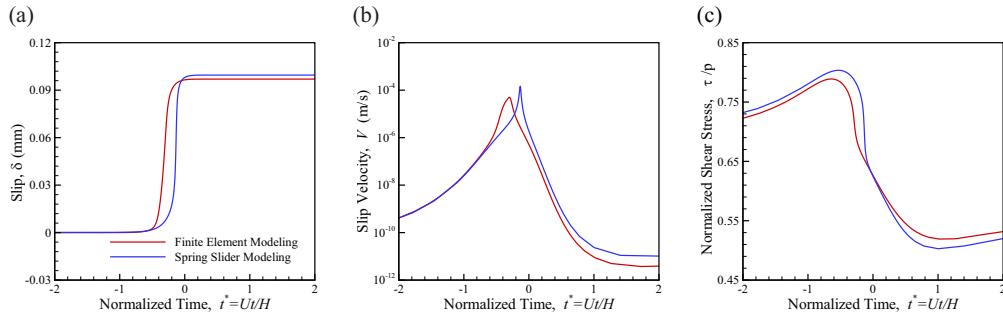 (a)
0.12
0.09
0.06
0.03
0
-0.03
Slip, δ (mm)
-2
-1
0
1
2
Normalized Time, t*=Ut/H
Finite Element Modeling
Spring Slider Modeling
(b)
10⁻²
10⁻⁴
10⁻⁶
10⁻⁸
10⁻¹⁰
10⁻¹²
Slip Velocity, V (m/s)
-2
-1
0
1
2
Normalized Time, t*=Ut/H
(c)
0.85
0.75
0.65
0.55
0.45
Normalized Shear Stress, τ/p
-2
-1
0
1
2
Normalized Time, t*=Ut/H